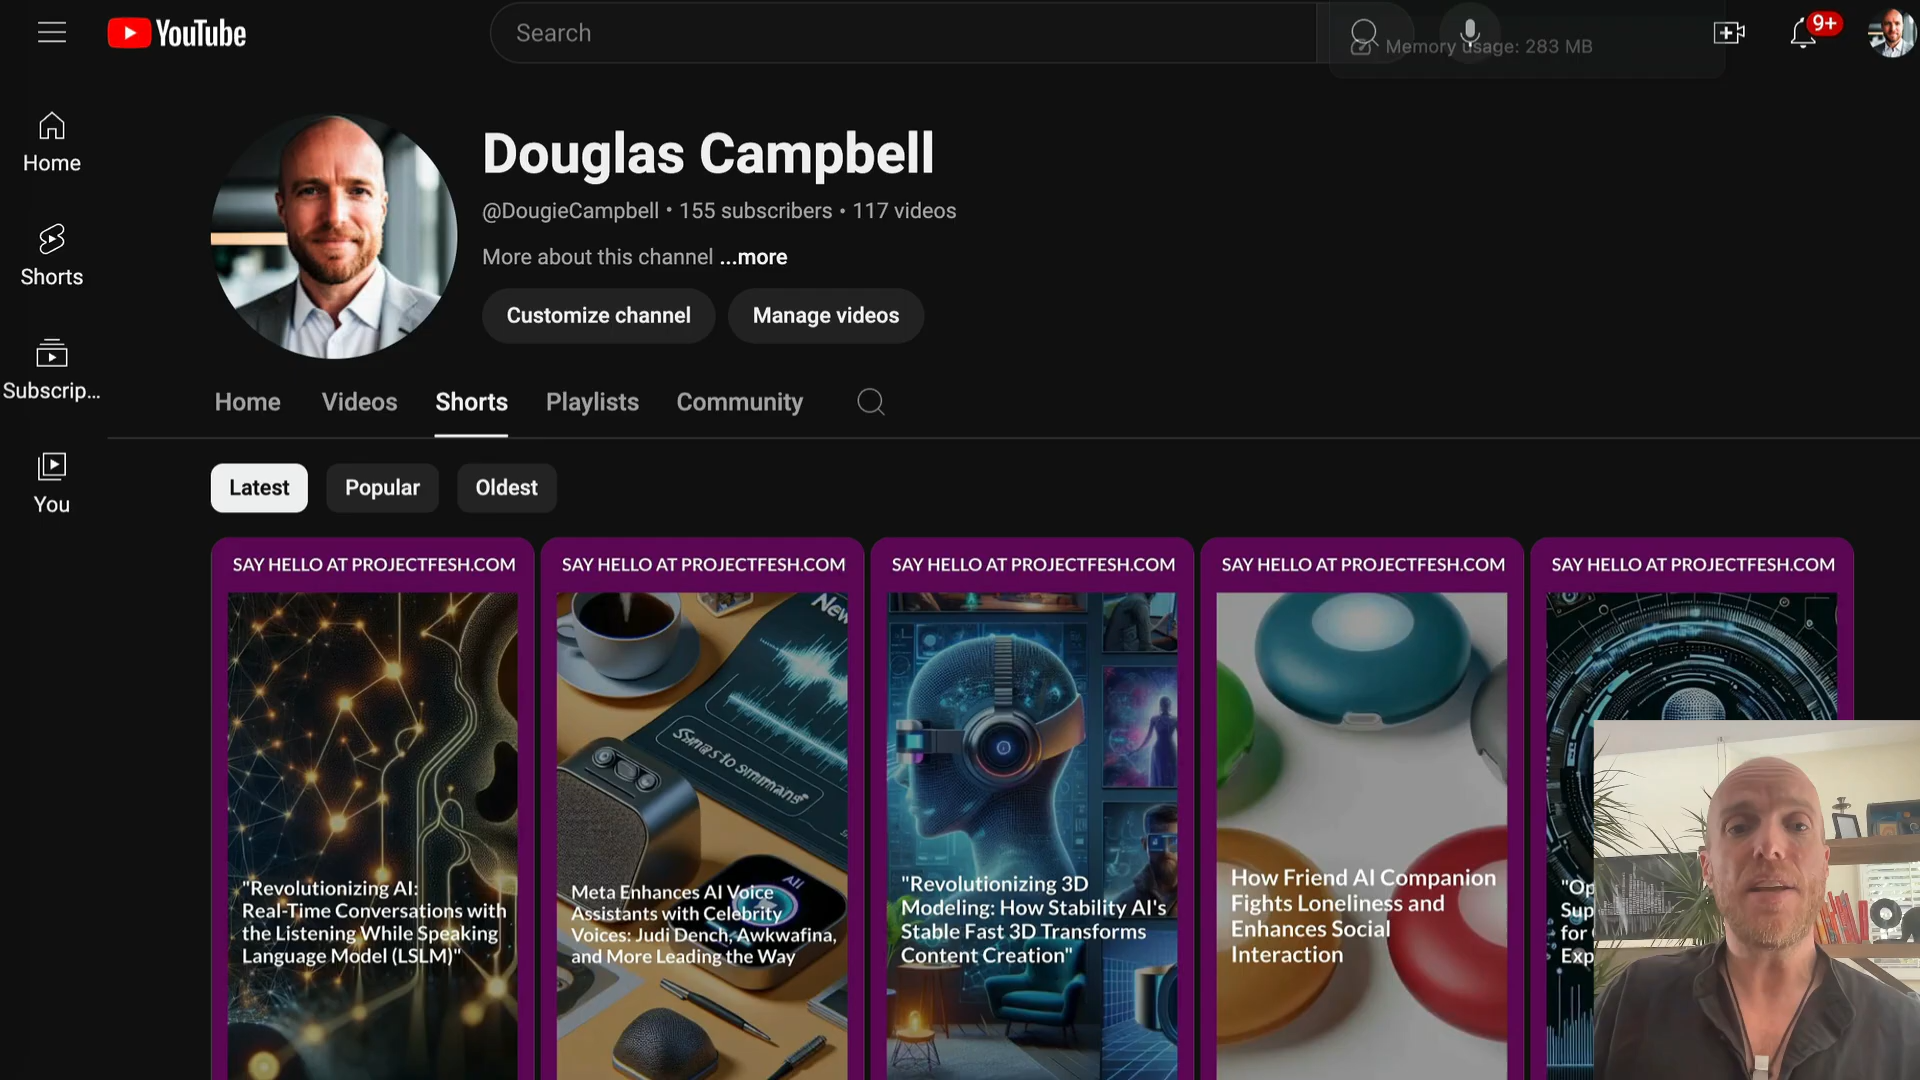 YouTube
Search
Memory usage: 283 MB
9+
Home
Shorts
Subscrip...
You
Douglas Campbell
@DougieCampbell • 155 subscribers • 117 videos
More about this channel ...more
Customize channel
Manage videos
Home
Videos
Shorts
Playlists
Community
Latest
Popular
Oldest
SAY HELLO AT PROJECTFESH.COM
"Revolutionizing AI:
Real-Time Conversations with
the Listening While Speaking
Language Model (LSLM)"
SAY HELLO AT PROJECTFESH.COM
New
Meta Enhances AI Voice
Assistants with Celebrity
Voices: Judi Dench, Awkwafina,
and More Leading the Way
SAY HELLO AT PROJECTFESH.COM
"Revolutionizing 3D
Modeling: How Stability AI's
Stable Fast 3D Transforms
Content Creation"
SAY HELLO AT PROJECTFESH.COM
How Friend AI Companion
Fights Loneliness and
Enhances Social
Interaction
SAY HELLO AT PROJECTFESH.COM
"Op
Sup
for
Exp